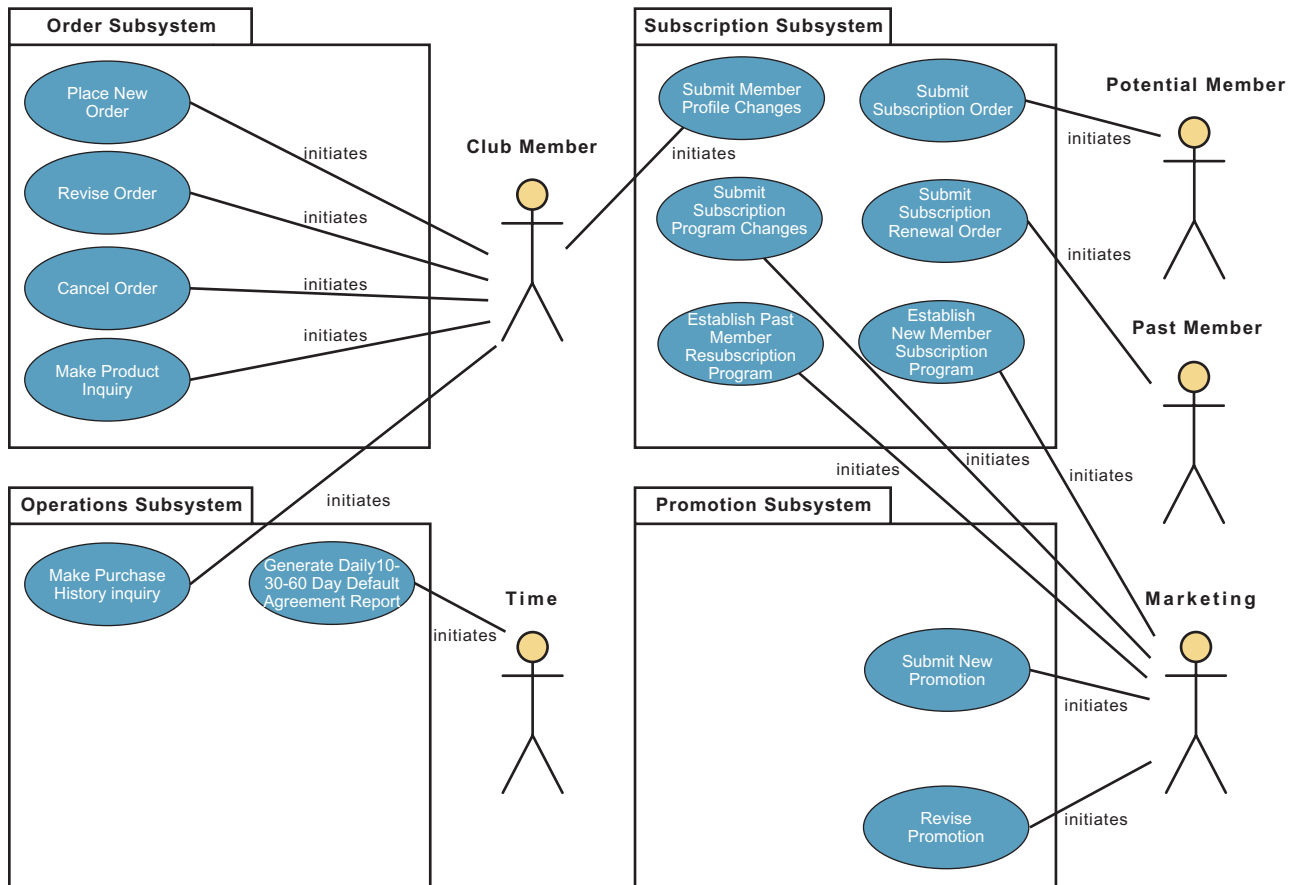 Order Subsystem
Place New
Order
Revise Order
Cancel Order
Make Product
Inquiry
initiates
initiates
initiates
initiates
Club Member
initiates
Subscription Subsystem
Submit Member
Profile Changes
Submit
Subscription Order
Submit
Subscription
Program Changes
Submit
Subscription
Renewal Order
Establish Past
Member
Resubscription
Program
Establish
New Member
Subscription
Program
Potential Member
initiates
initiates
Past Member
initiates
initiates
initiates
Operations Subsystem
initiates
Make Purchase
History inquiry
Generate Daily10-
30-60 Day Default
Agreement Report
Time
initiates
Promotion Subsystem
Marketing
Submit New
Promotion
initiates
Revise
Promotion
initiates